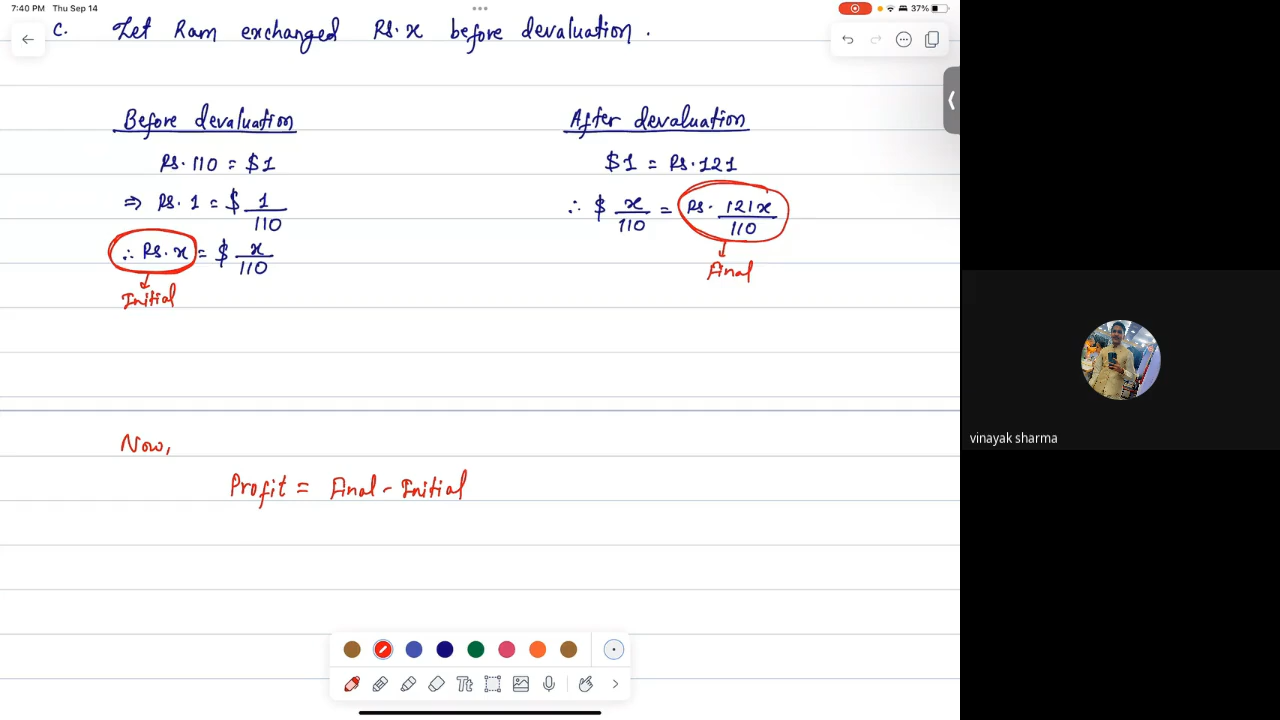 7:40 PM Thu Sep 14
37%
c. Let Ram exchanged Rs. x before devaluation.
Before devaluation
Rs. 110 = $1
⇒ Rs. 1 = $ 1/110
∴ Rs. x = $ x/110
Initial
After devaluation
$1 = Rs. 121
∴ $ x/110 = Rs. 121x/110
Final
Now,
Profit = Final - Initial
Tt
vinayak sharma